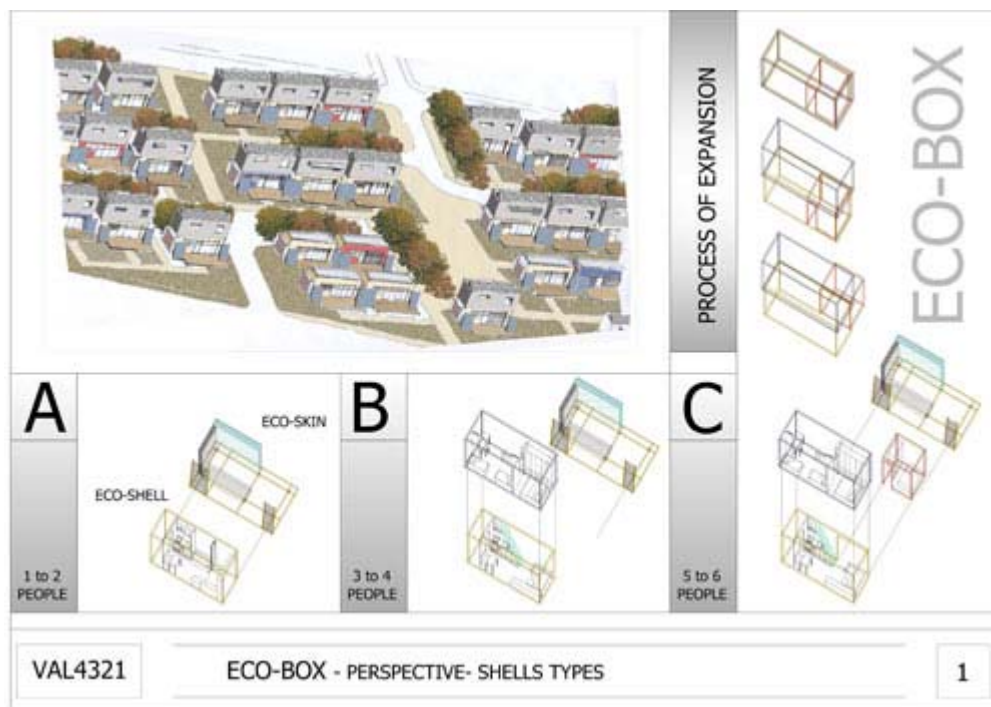 PROCESS OF EXPANSION
ECO-BOX
A
ECO-SKIN
ECO-SHELL
1 to 2
PEOPLE
B
3 to 4
PEOPLE
C
5 to 6
PEOPLE
VAL4321
ECO-BOX - PERSPECTIVE- SHELLS TYPES
1